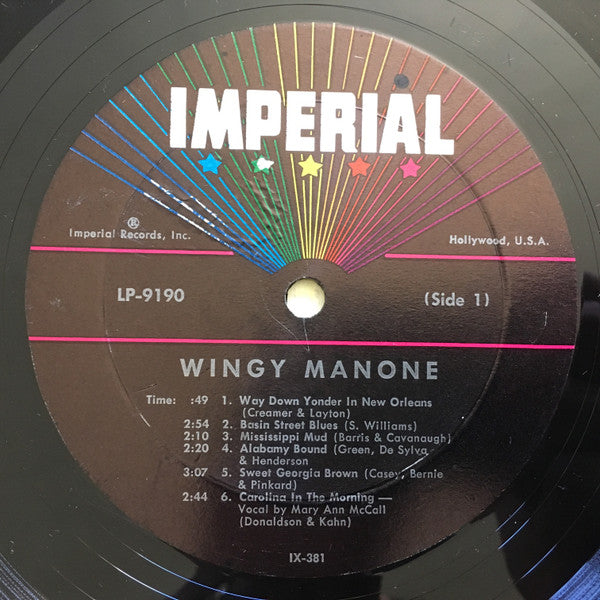 IMPERIAL
®
Imperial Records, Inc.
Hollywood, U.S.A.
LP-9190
(Side 1)
WINGY MANONE
Time: :49 1. Way Down Yonder In New Orleans
(Creamer & Layton)
2:54 2. Basin Street Blues (S. Williams)
2:10 3. Mississippi Mud (Barris & Cavanaugh)
2:20 4. Alabamy Bound (Green, De Sylva
& Henderson
3:07 5. Sweet Georgia Brown (Casey, Bernie
& Pinkard)
2:44 6. Carolina In The Morning —
Vocal by Mary Ann McCall
(Donaldson & Kahn)
IX-381